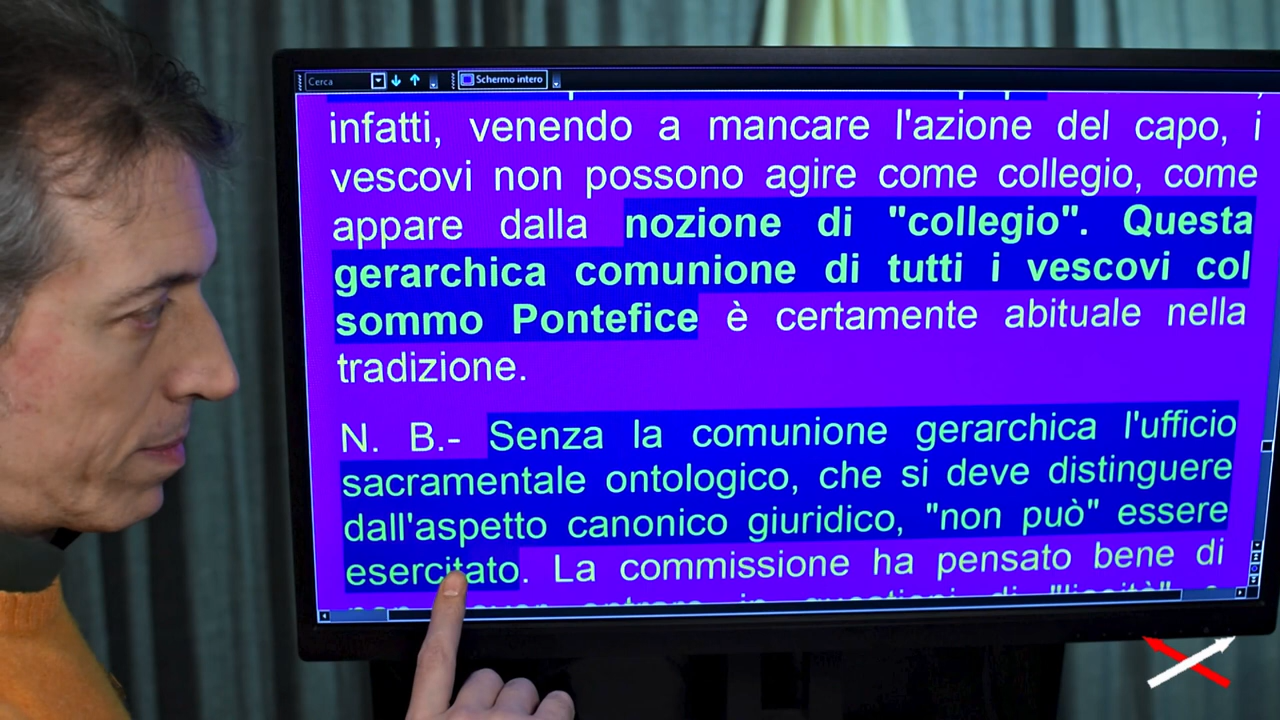 Cerca
Schermo intero
infatti, venendo a mancare l'azione del capo, i
vescovi non possono agire come collegio, come
appare dalla nozione di "collegio". Questa
gerarchica comunione di tutti i vescovi col
sommo Pontefice è certamente abituale nella
tradizione.
N. B.- Senza la comunione gerarchica l'ufficio
sacramentale ontologico, che si deve distinguere
dall'aspetto canonico giuridico, "non può" essere
esercitato. La commissione ha pensato bene di